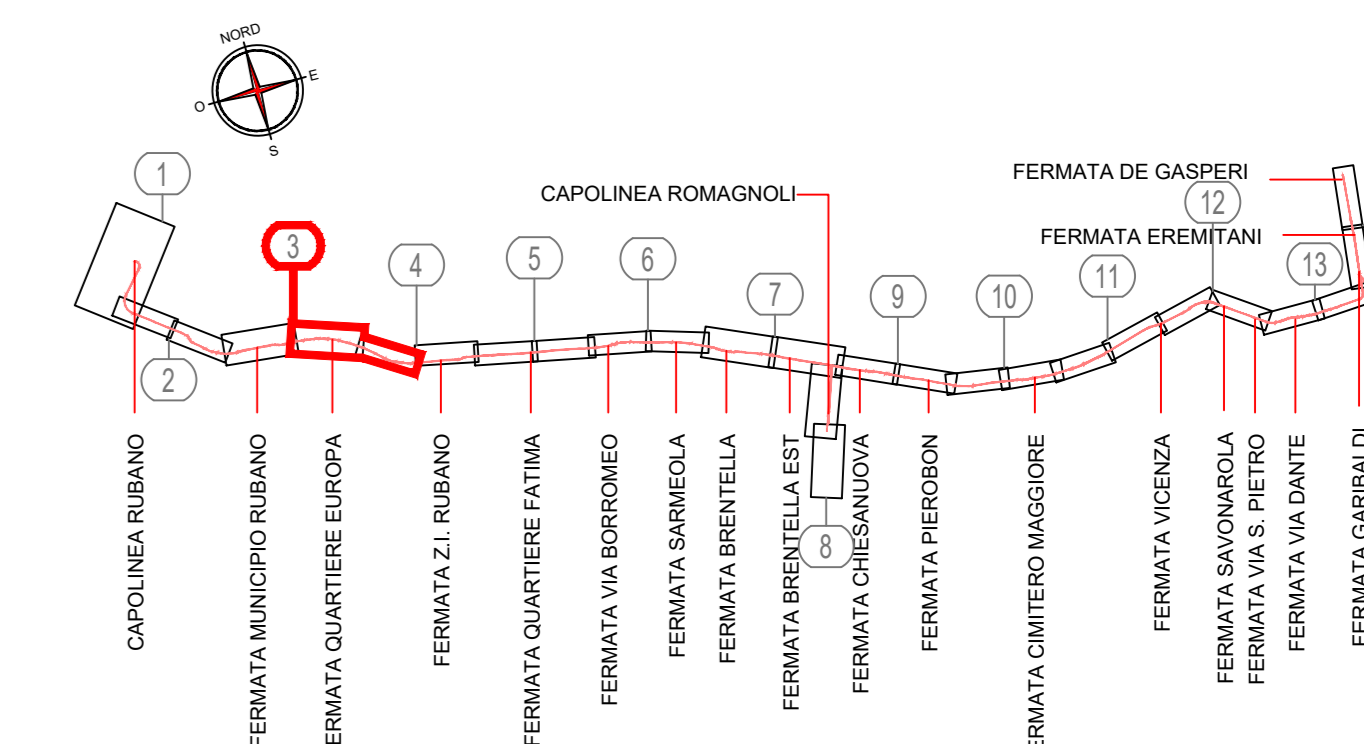 NORD
E
O
S
1
CAPOLINEA ROMAGNOLI
FERMATA DE GASPERI
12
3
FERMATA EREMITANI
4
5
6
11
13
7
9
10
2
8
CAPOLINEA RUBANO
FERMATA MUNICIPIO RUBANO
ERMATA QUARTIERE EUROPA
FERMATA Z.I. RUBANO
FERMATA QUARTIERE FATIMA
FERMATA VIA BORROMEO
FERMATA SARMEOLA
FERMATA BRENTELLA
FERMATA BRENTELLA EST
FERMATA CHIESANUOVA
FERMATA PIEROBON
ERMATA CIMITERO MAGGIORE
FERMATA VICENZA
FERMATA SAVONAROLA
FERMATA VIA S. PIETRO
FERMATA VIA DANTE
FERMATA GARIBALDI